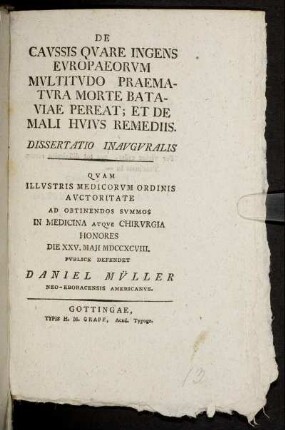 DE
CAVSSIS QVARE INGENS
EVROPAEORVM
MVLTITVDO PRAEMA-
TVRA MORTE BATA-
VIAE PEREAT; ET DE
MALI HVIVS REMEDIIS.
DISSERTATIO INAVGVRALIS
QVAM
ILLVSTRIS MEDICORVM ORDINIS
AVCTORITATE
AD OBTINENDOS SVMMOS
IN MEDICINA ATQVE CHIRVRGIA
HONORES
DIE XXV. MAJI MDCCXCVIII.
PVBLICE DEFENDET
DANIEL MÜLLER
NEO-EBORACENSIS AMERICANVS.
GOTTINGAE,
TYPIS H. M. GRAPE, Acad. Typogr.
13